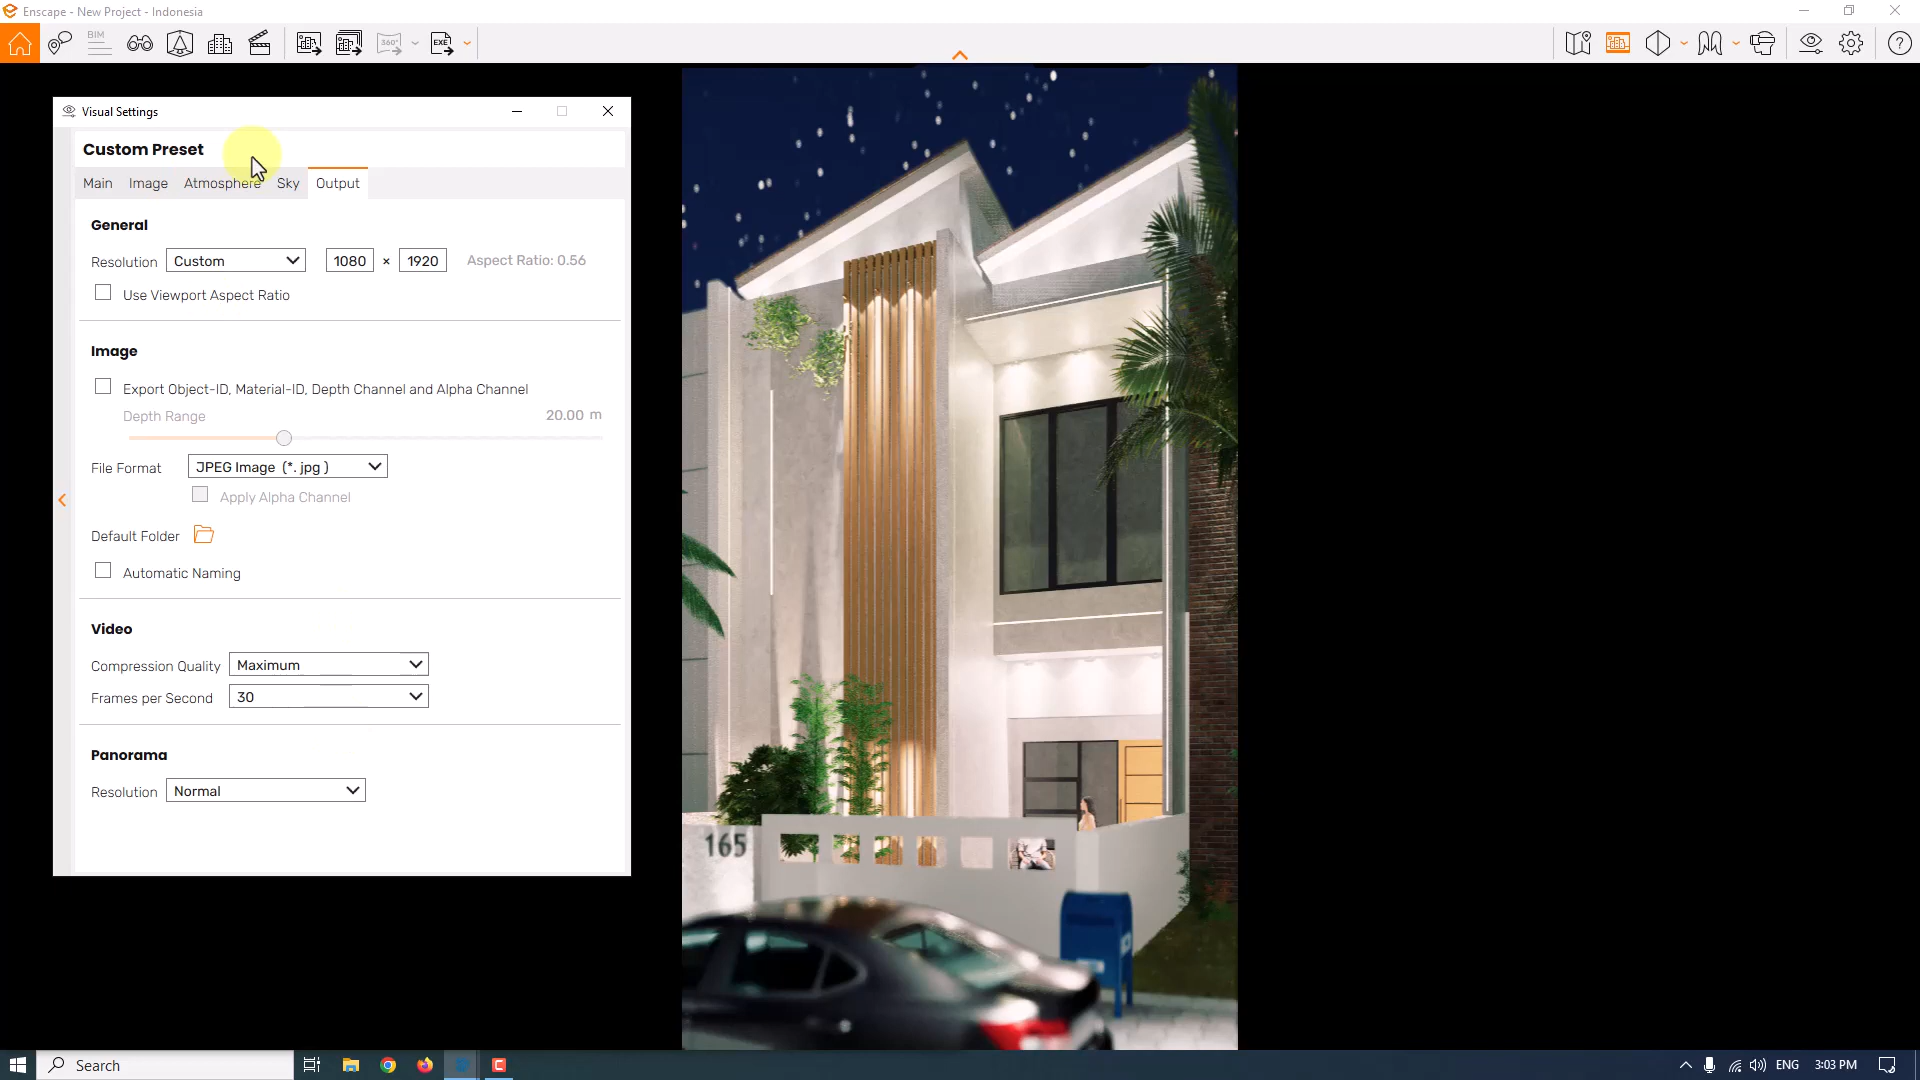 Enscape - New Project - Indonesia
BIM
360°
EXE
Visual Settings
Custom Preset
Main Image Atmosphere Sky Output
General
Resolution Custom 1080 × 1920 Aspect Ratio: 0.56
Use Viewport Aspect Ratio
Image
Export Object-ID, Material-ID, Depth Channel and Alpha Channel
Depth Range 20.00 m
File Format JPEG Image (*. jpg )
Apply Alpha Channel
Default Folder
Automatic Naming
Video
Compression Quality Maximum
Frames per Second 30
Panorama
Resolution Normal
165
Search ENG 3:03 PM